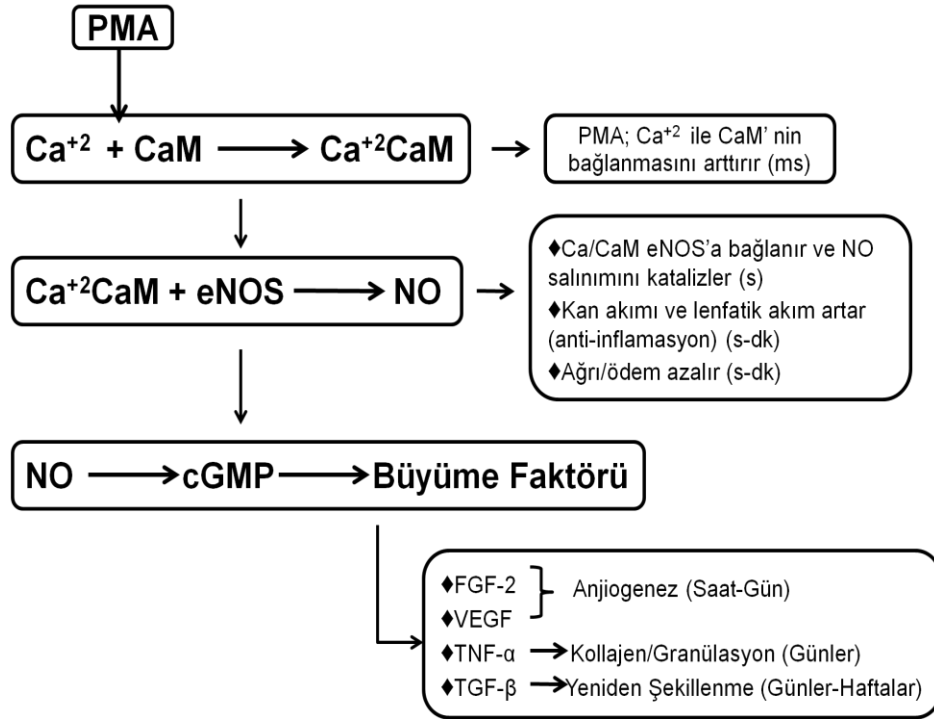 PMA
Ca⁺² + CaM ⟶ Ca⁺²CaM
PMA; Ca⁺² ile CaM’ nin
bağlanmasını arttırır (ms)
Ca⁺²CaM + eNOS ⟶ NO
♦Ca/CaM eNOS’a bağlanır ve NO
salınımını katalizler (s)
♦Kan akımı ve lenfatik akım artar
(anti-inflamasyon) (s-dk)
♦Ağrı/ödem azalır (s-dk)
NO ⟶ cGMP ⟶ Büyüme Faktörü
♦FGF-2
Anjiogenez (Saat-Gün)
♦VEGF
♦TNF-α ⟶ Kollajen/Granülasyon (Günler)
♦TGF-β ⟶ Yeniden Şekillenme (Günler-Haftalar)